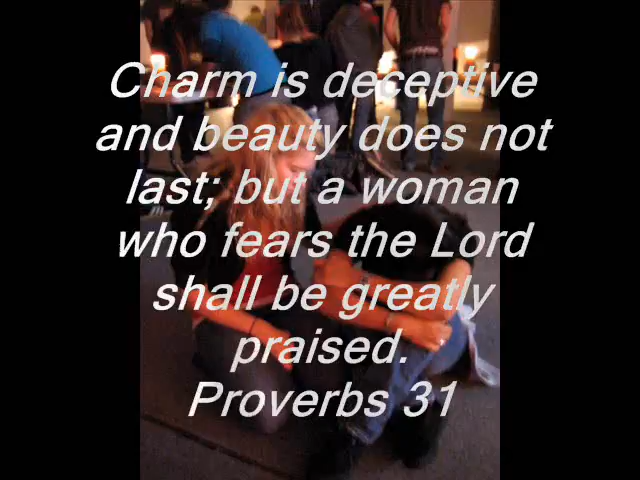 Charm is deceptive
and beauty does not
last; but a woman
who fears the Lord
shall be greatly
praised.
Proverbs 31